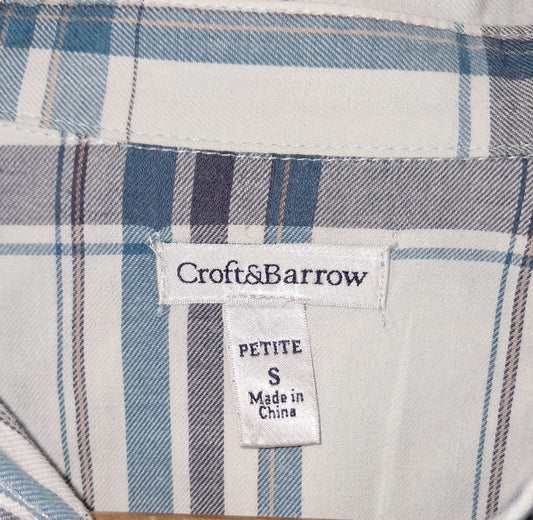 Croft&Barrow
PETITE
S
Made in
China